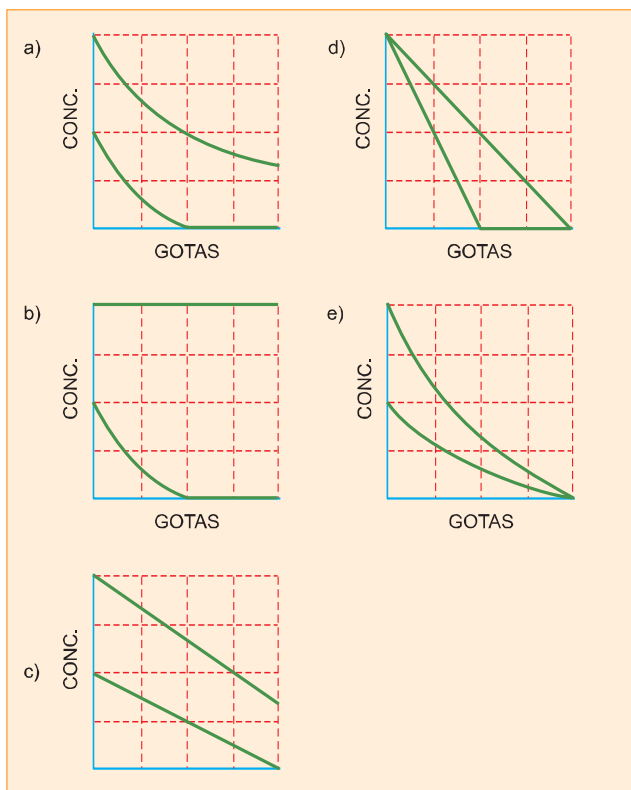 a)
CONC.
GOTAS
b)
CONC.
GOTAS
c)
CONC.
d)
CONC.
GOTAS
e)
CONC.
GOTAS